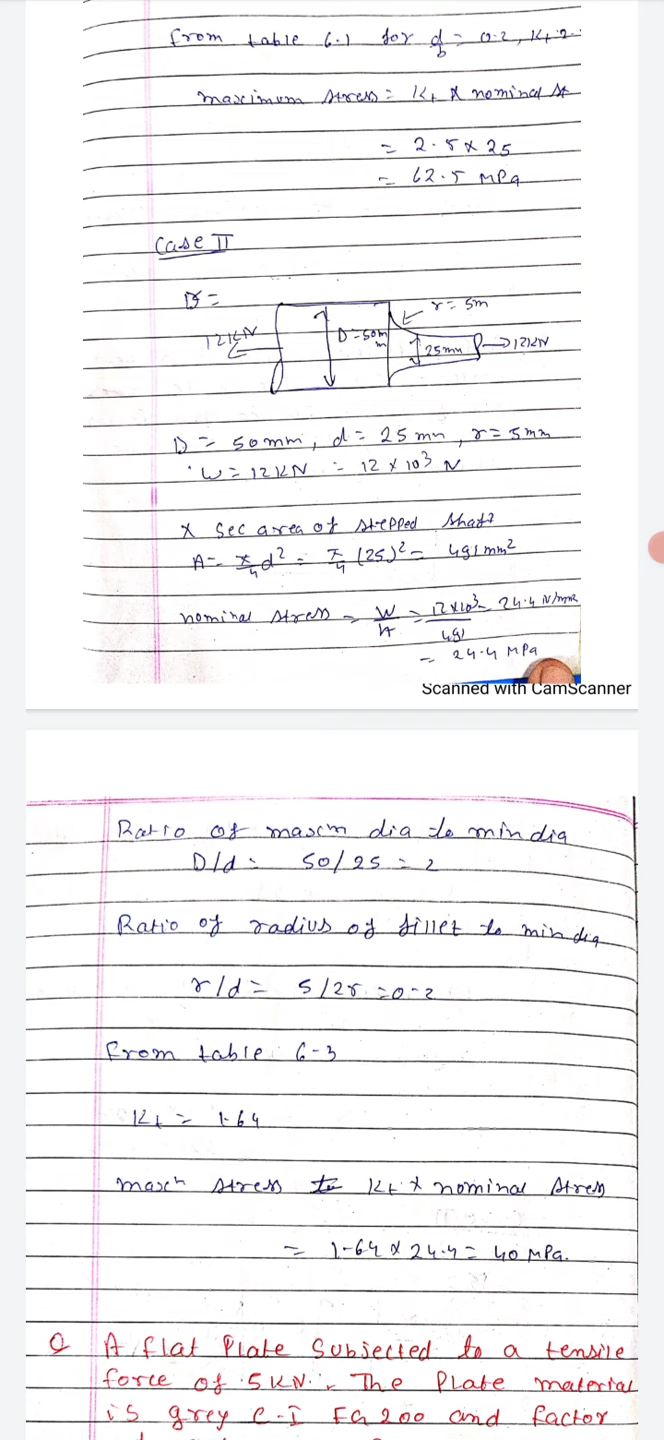 from table 6.1 for d/b = 0.2, Kt =2.
maximum stress = Kt x nominal st
= 2.5 x 25
= 62.5 MPa
Case II
D =
r = 5m
12KN D=50mm 25mm 12KN
D = 50mm, d = 25mm, r = 5mm
W = 12KN = 12 x 10³ N
X sec area of stepped shaft
A = π/4 d² = π/4 (25)² = 491 mm²
nominal stress = W/A = 12x10³/491 = 24.4 N/mm²
= 24.4 MPa
Scanned with CamScanner
Ratio of maxm dia to min dia
D/d = 50/25 = 2
Ratio of radius of fillet to min dia
r/d = 5/25 = 0.2
from table 6-3
Kt = 1.64
maxm stress = Kt x nominal stress
= 1.64 x 24.4 = 40 MPa.
Q A flat Plate Subjected to a tensile
force of 5KN. The Plate material
is grey C-I FG 200 and factor